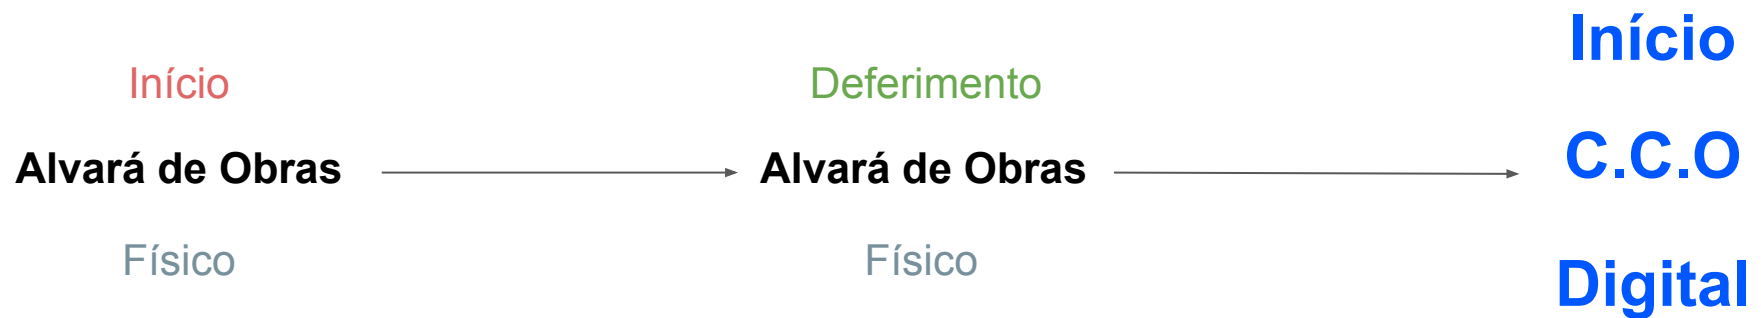 Início
Alvará de Obras
Físico
Deferimento
Alvará de Obras
Físico
Início
C.C.O
Digital